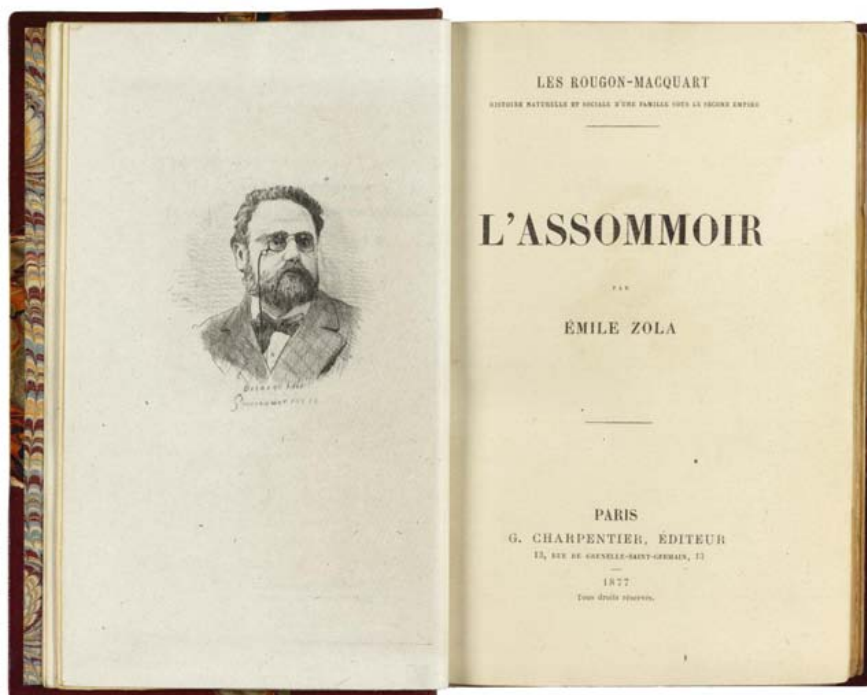 LES ROUGON-MACQUART
HISTOIRE NATURELLE ET SOCIALE D'UNE FAMILLE SOUS LE SECOND EMPIRE
L'ASSOMMOIR
PAR
ÉMILE ZOLA
PARIS
G. CHARPENTIER, ÉDITEUR
13, RUE DE GRENELLE-SAINT-GERMAIN, 13
1877
Tous droits réservés.